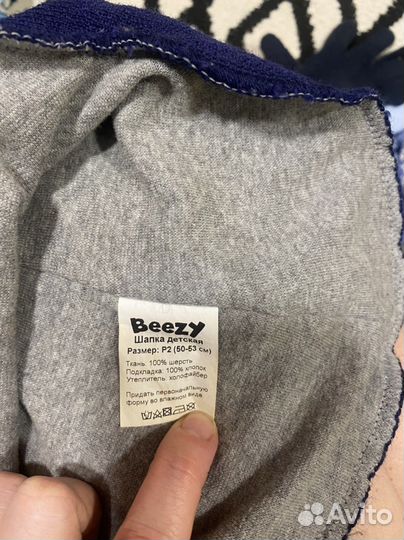 Beezy
Шапка детская
Размер: Р2 (50-53 см)
Ткань: 100% шерсть
Подкладка: 100% хлопок
Утеплитель: холофайбер
Придать первоначальную
форму во влажном виде
Avito